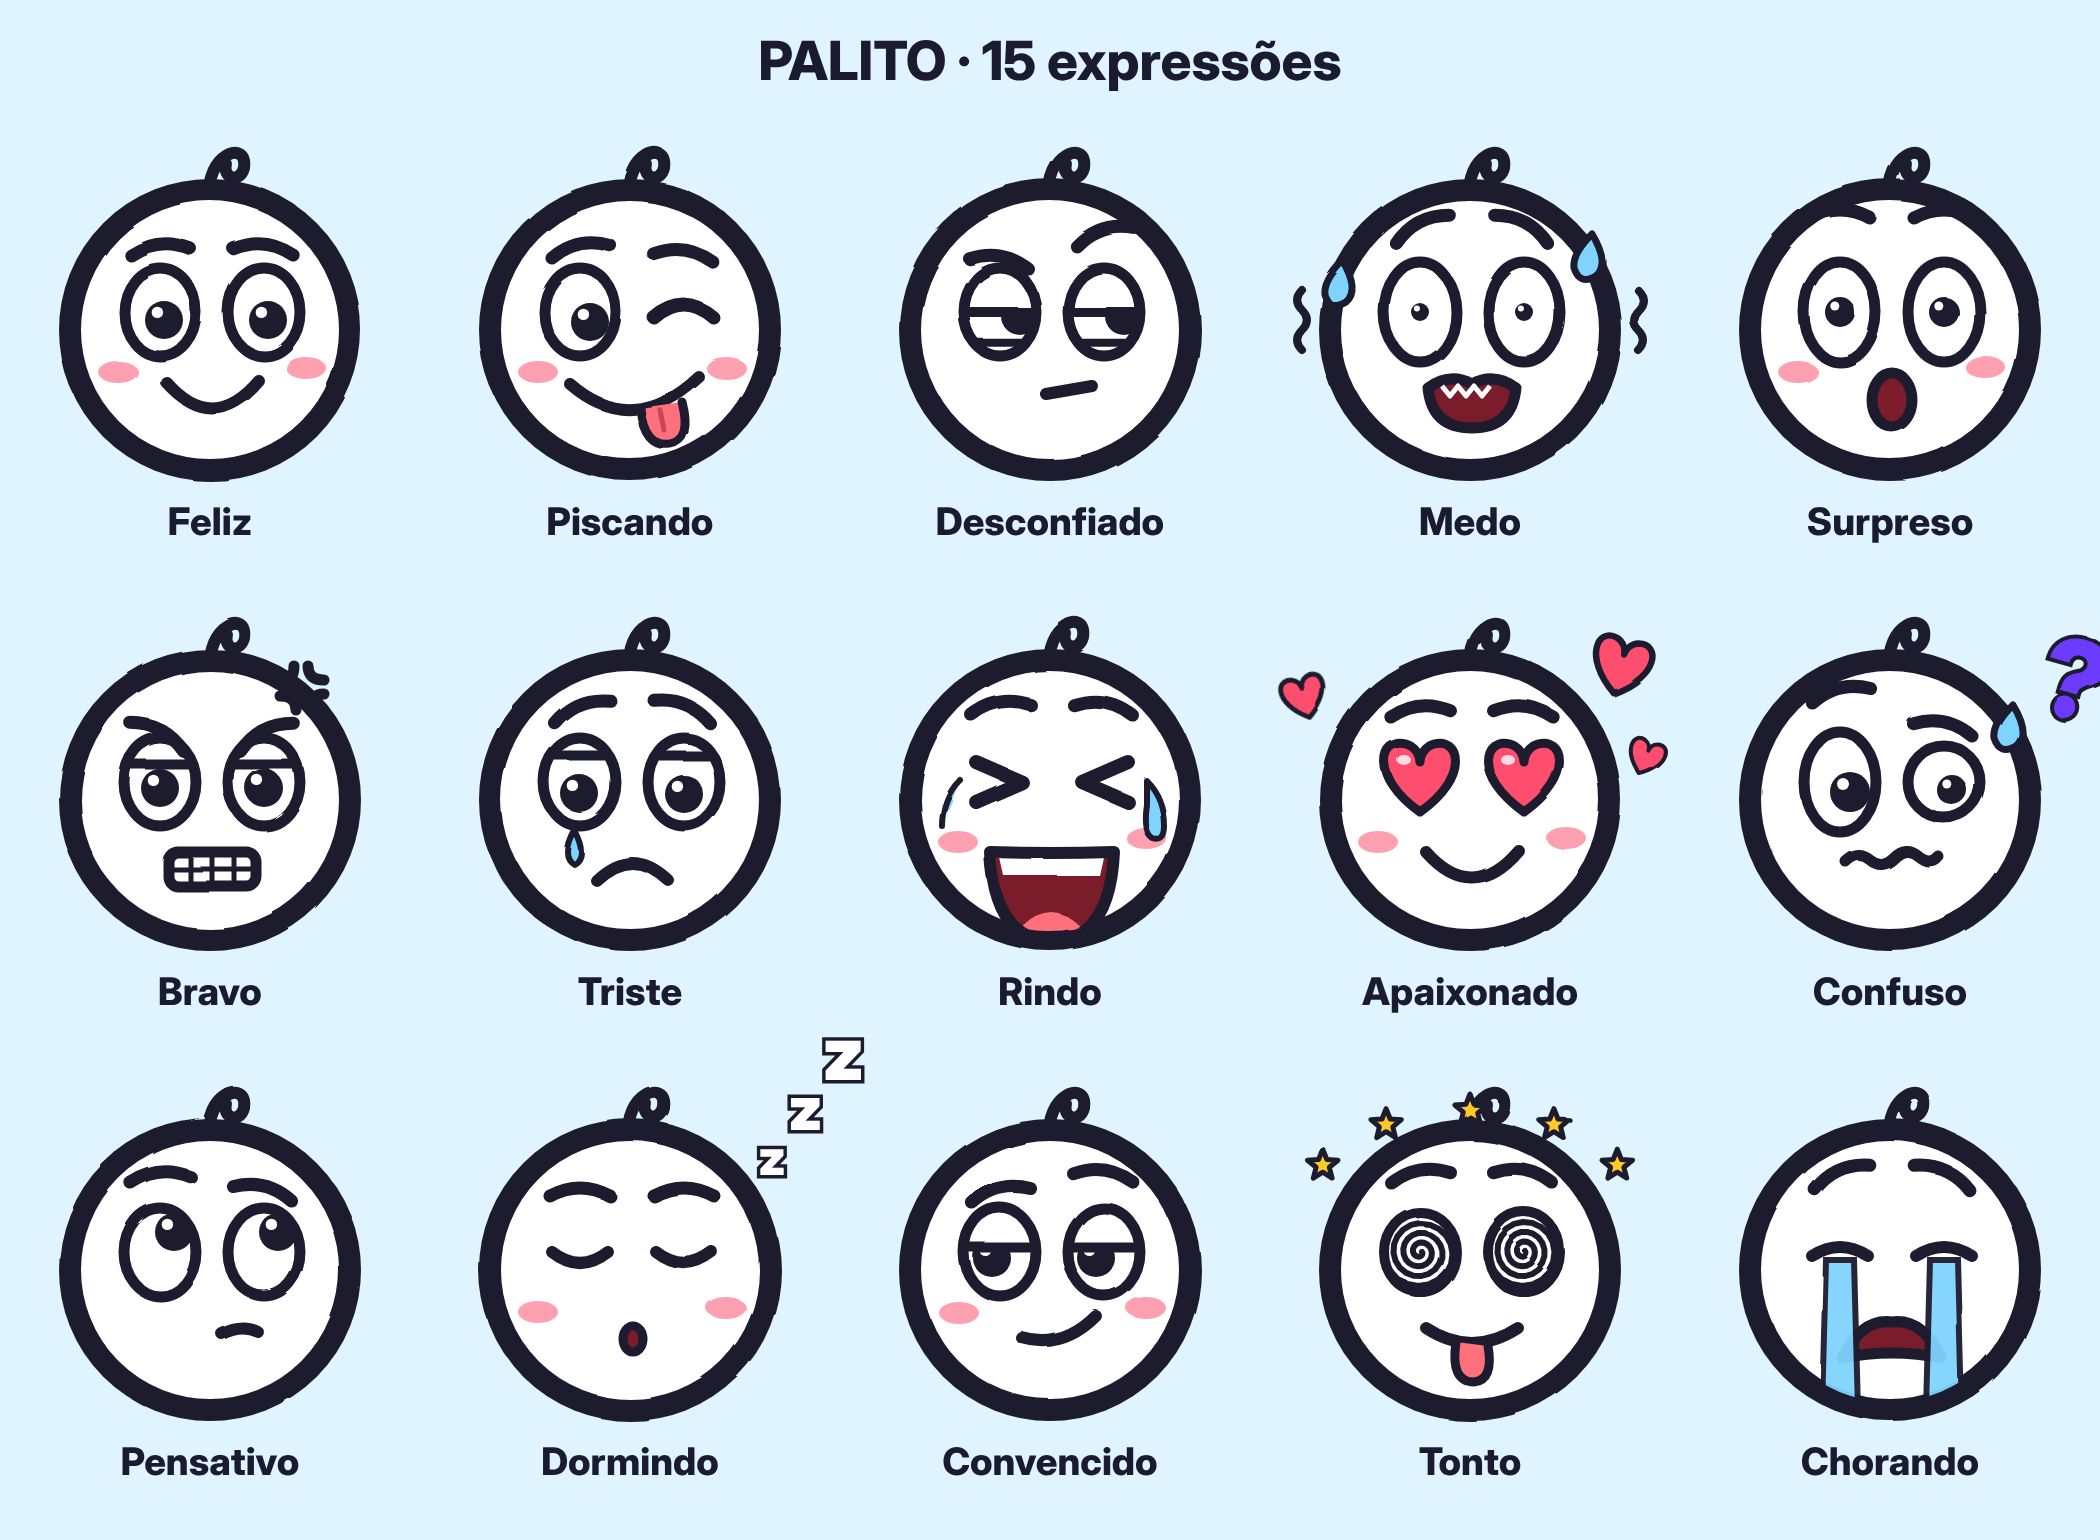 PALITO · 15 expressões
Feliz
Piscando
Desconfiado
Medo
Surpreso
?
Bravo
Triste
Rindo
Apaixonado
Confuso
Z
Z
Z
Pensativo
Dormindo
Convencido
Tonto
Chorando